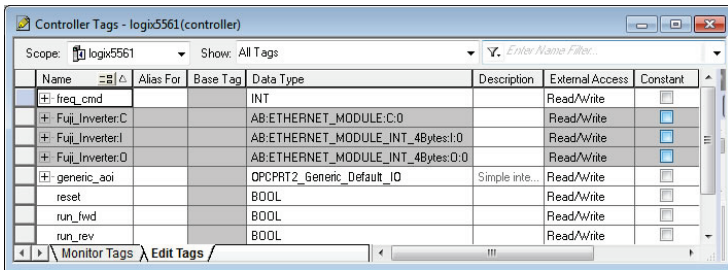 Controller Tags - logix5561(controller)
Scope: logix5561 Show: All Tags Enter Name Filter...
Name Alias For Base Tag Data Type Description External Access Constant
freq_cmd INT Read/Write
Fuji_Inverter:C AB:ETHERNET_MODULE:C:0 Read/Write
Fuji_Inverter:I AB:ETHERNET_MODULE_INT_4Bytes:I:0 Read/Write
Fuji_Inverter:O AB:ETHERNET_MODULE_INT_4Bytes:O:0 Read/Write
generic_aoi OPCPRT2_Generic_Default_IO Simple inte... Read/Write
reset BOOL Read/Write
run_fwd BOOL Read/Write
run_rev BOOL Read/Write
Monitor Tags Edit Tags